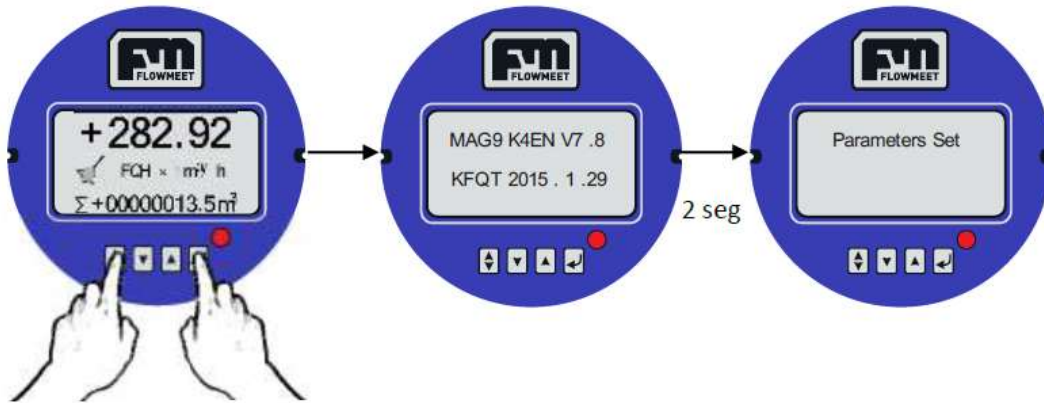 FLOWMEET
+282.92
FQH
h
Σ+00000013.5m³
FLOWMEET
MAG9 K4EN V7 .8
KFQT 2015 . 1 .29
2 seg
FLOWMEET
Parameters Set